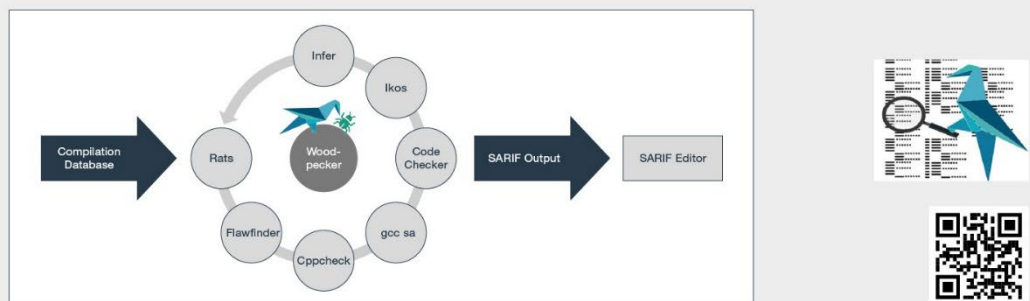 Infer
Ikos
Compilation
Database
Rats
Wood-
pecker
Code
Checker
SARIF Output
SARIF Editor
Flawfinder
gcc sa
Cppcheck